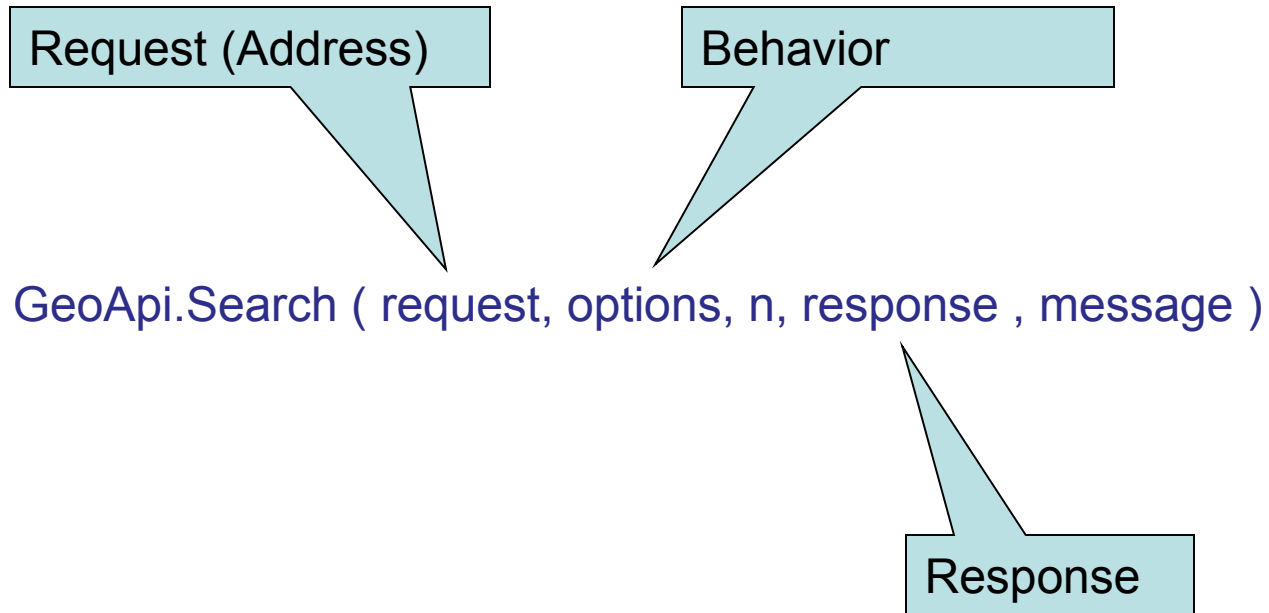 Request (Address)
Behavior
GeoApi.Search ( request, options, n, response , message )
Response